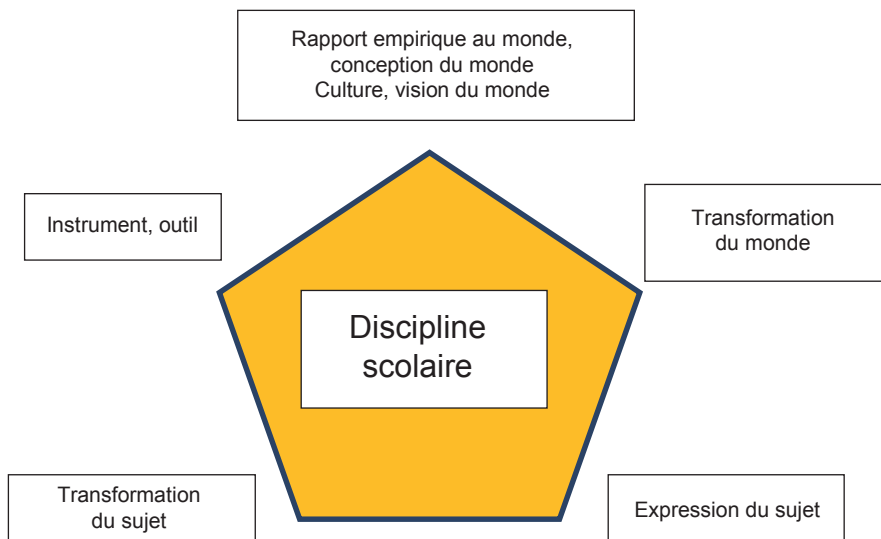 Rapport empirique au monde,
conception du monde
Culture, vision du monde
Instrument, outil
Transformation
du monde
Discipline
scolaire
Transformation
du sujet
Expression du sujet